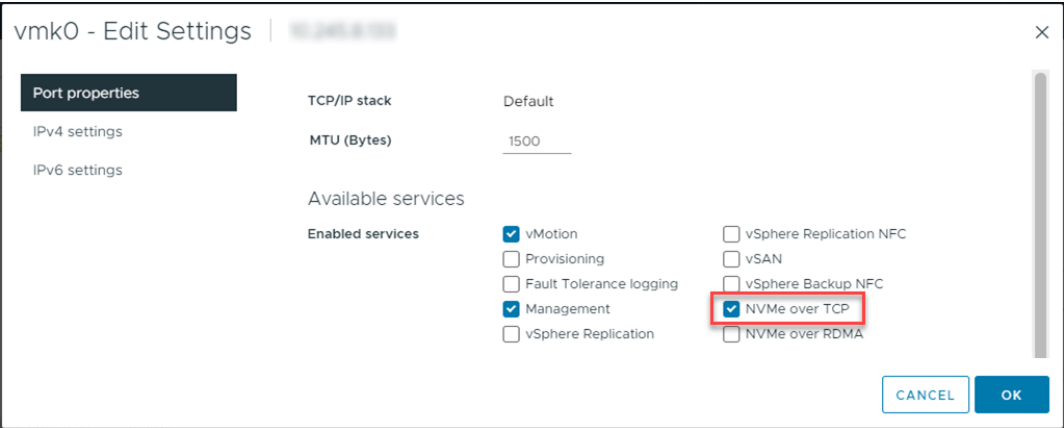 vmk0 - Edit Settings
Port properties
IPv4 settings
IPv6 settings
TCP/IP stack Default
MTU (Bytes) 1500
Available services
Enabled services
vMotion vSphere Replication NFC
Provisioning vSAN
Fault Tolerance logging vSphere Backup NFC
Management NVMe over TCP
vSphere Replication NVMe over RDMA
CANCEL OK